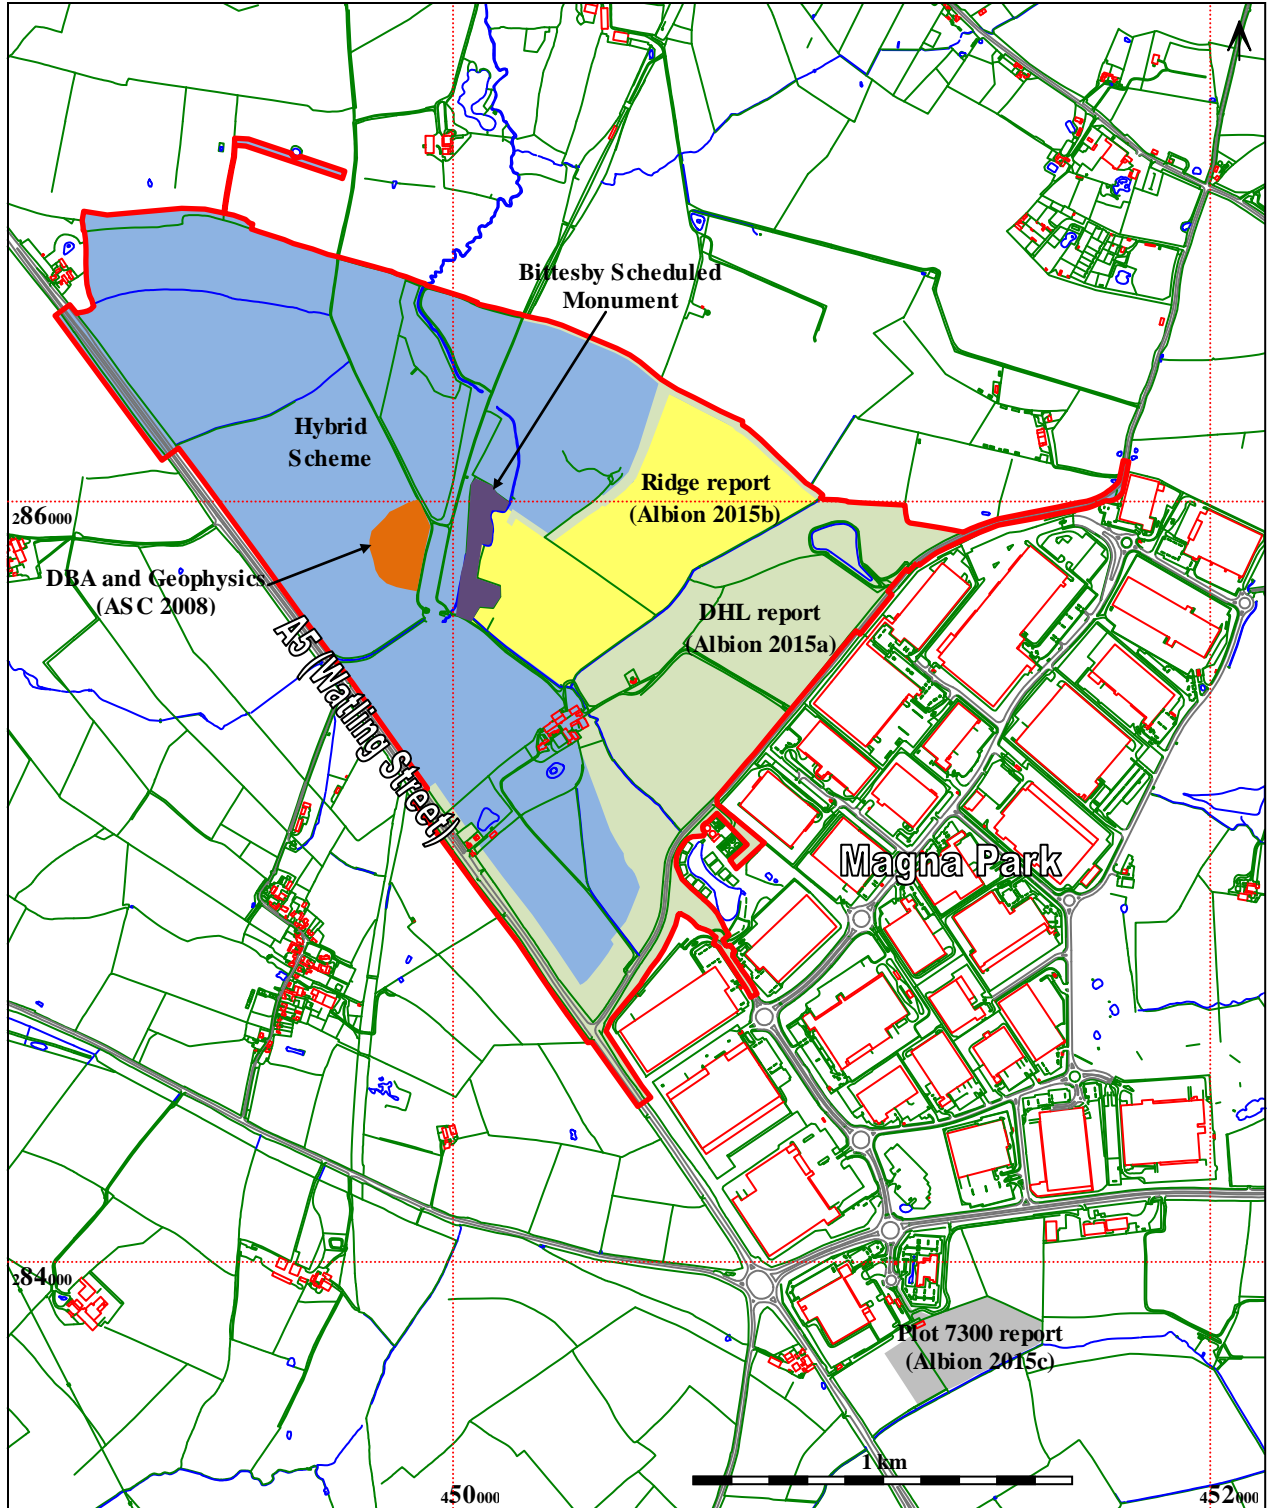 Bittesby Scheduled
Monument
Hybrid
Scheme
Ridge report
(Albion 2015b)
286000
DBA and Geophysics
(ASC 2008)
DHL report
(Albion 2015a)
A5 (Watling Street)
Magna Park
284000
Plot 7300 report
(Albion 2015c)
1 km
450000
452000